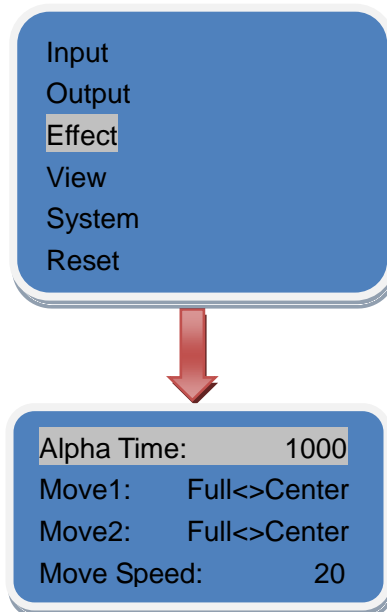 Input
Output
Effect
View
System
Reset
Alpha Time: 1000
Move1: Full<>Center
Move2: Full<>Center
Move Speed: 20